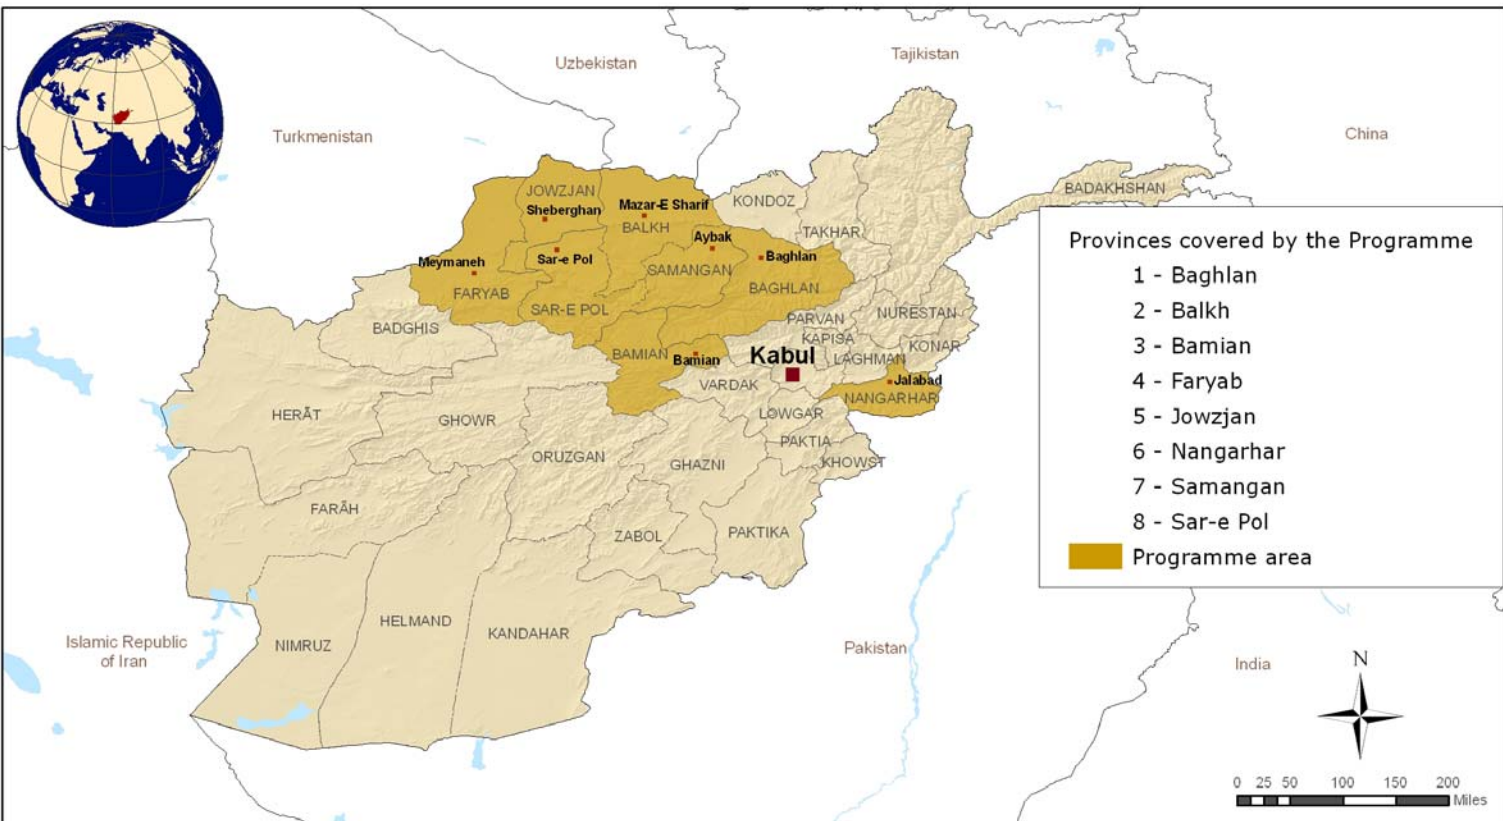 Uzbekistan
Tajikistan
Turkmenistan
China
JOWZJAN
Sheberghan
Mazar-E Sharif
BALKH
KONDOZ
BADAKHSHAN
TAKHAR
Aybak
Meymaneh
Sar-e Pol
Baghlan
SAMANGAN
FARYAB
BAGHLAN
SAR-E POL
BADGHIS
PARVAN
NURESTAN
KAPISA
KONAR
BAMIAN
Bamian
Kabul
LAGHMAN
VARDAK
Jalabad
NANGARHAR
HERĀT
GHOWR
LOWGAR
PAKTIA
ORUZGAN
GHAZNI
KHOWST
FARĀH
ZABOL
PAKTIKA
HELMAND
KANDAHAR
NIMRUZ
Islamic Republic
of Iran
Pakistan
India
Provinces covered by the Programme
1 - Baghlan
2 - Balkh
3 - Bamian
4 - Faryab
5 - Jowzjan
6 - Nangarhar
7 - Samangan
8 - Sar-e Pol
Programme area
N
0 25 50 100 150 200
Miles